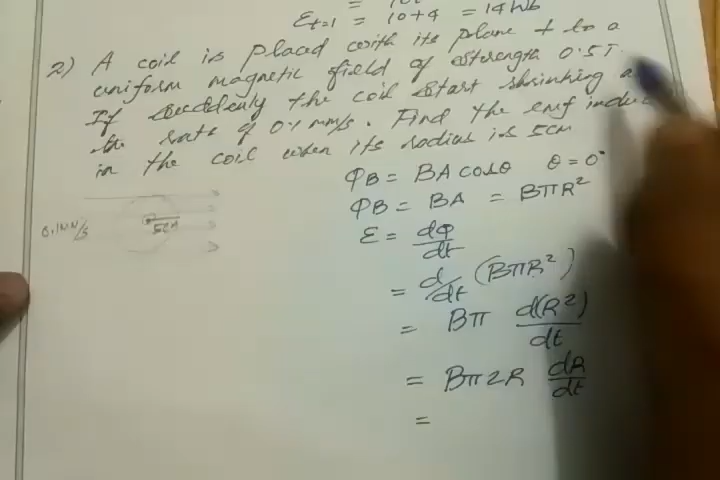 Ɛt=1 = 10+4 = 14Wb
2) A coil is placed with its plane ⊥ to a
uniform magnetic field of strength 0.5T.
If suddenly the coil start shrinking
the rate of 0.1 mm/s. Find the emf
in the coil when its radius is 5cm
ΦB = BA cosθ θ = 0°
ΦB = BA = BπR²
Ɛ = dΦ/dt
= d/dt (BπR²)
= Bπ d(R²)/dt
= Bπ2R dR/dt
=
0.1mm/s
5cm